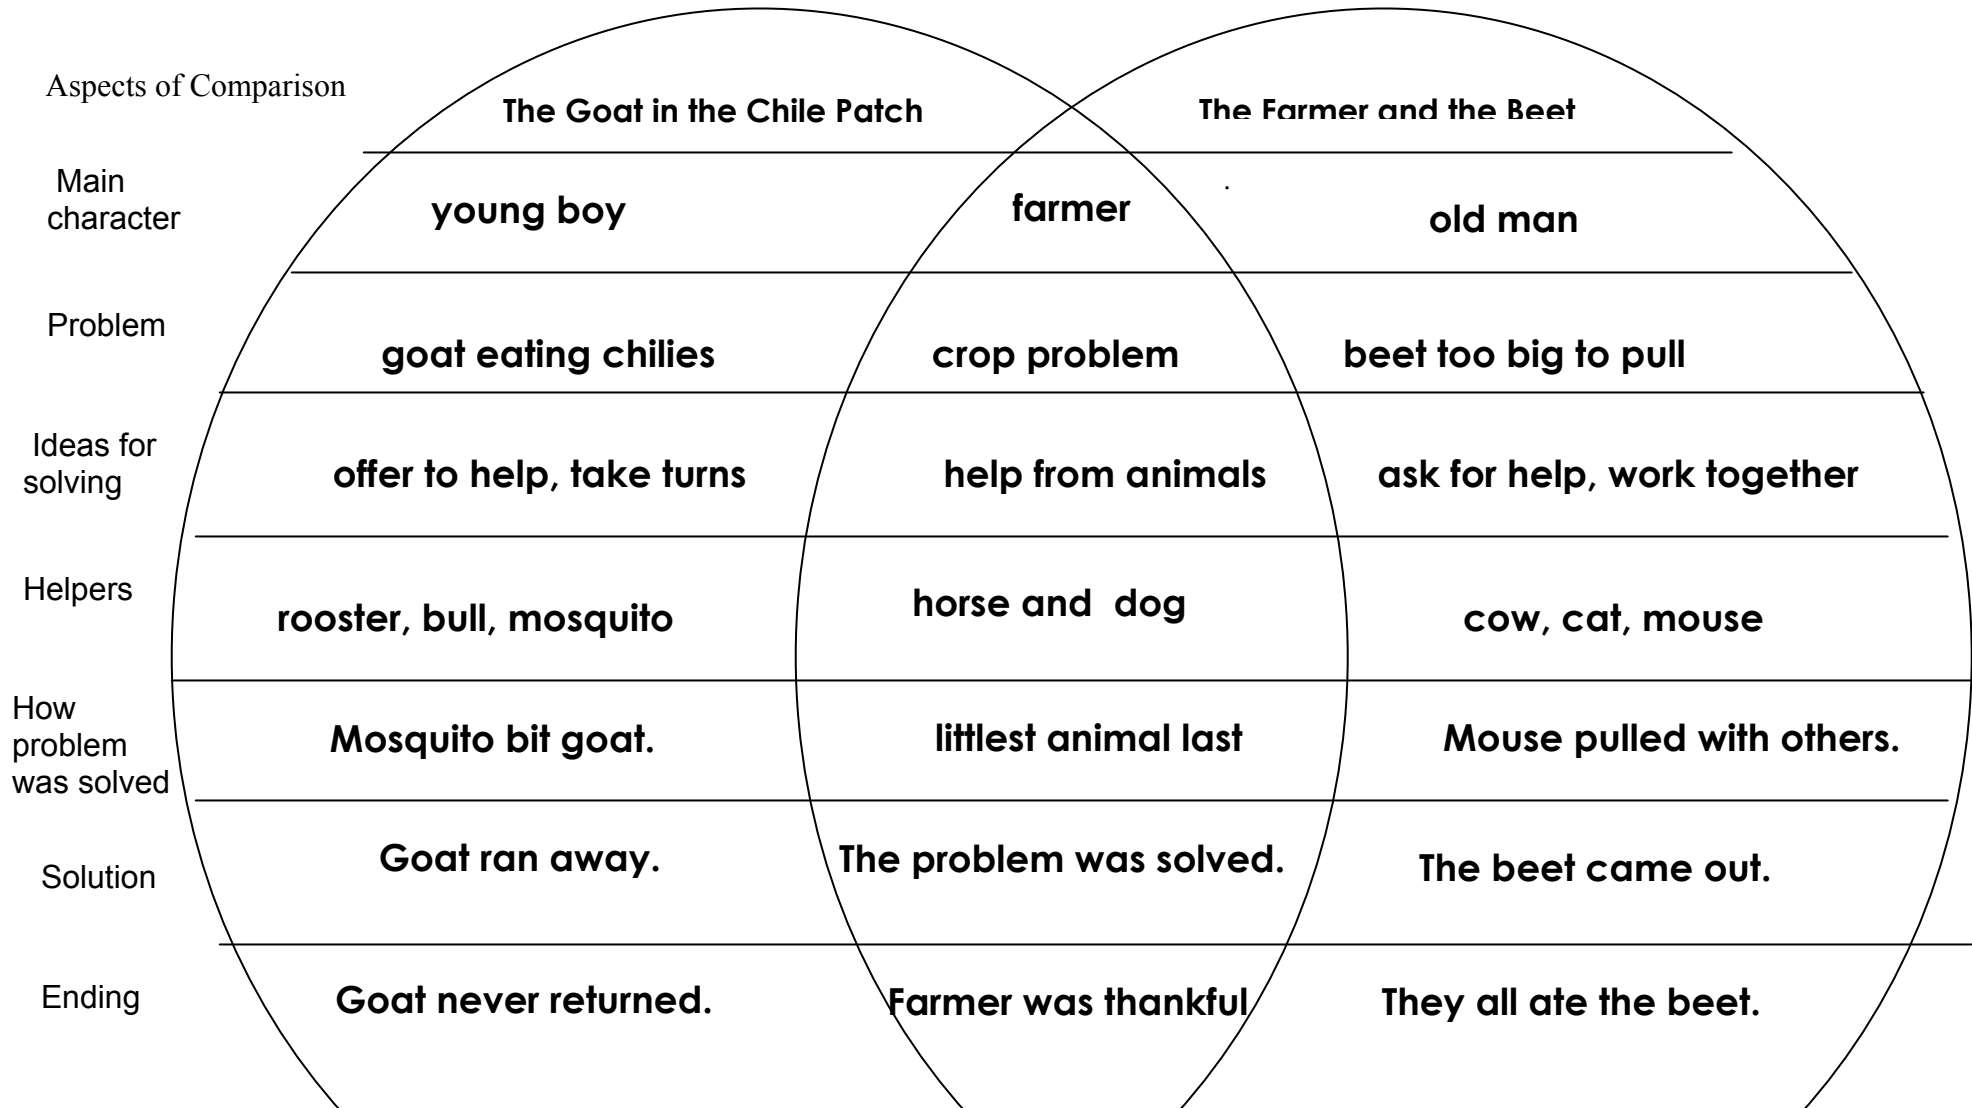 Aspects of Comparison
The Goat in the Chile Patch
The Farmer and the Beet
Main
character
young boy
farmer
old man
Problem
goat eating chilies
crop problem
beet too big to pull
Ideas for
solving
offer to help, take turns
help from animals
ask for help, work together
Helpers
rooster, bull, mosquito
horse and  dog
cow, cat, mouse
How
problem
was solved
Mosquito bit goat.
littlest animal last
Mouse pulled with others.
Solution
Goat ran away.
The problem was solved.
The beet came out.
Ending
Goat never returned.
Farmer was thankful
They all ate the beet.